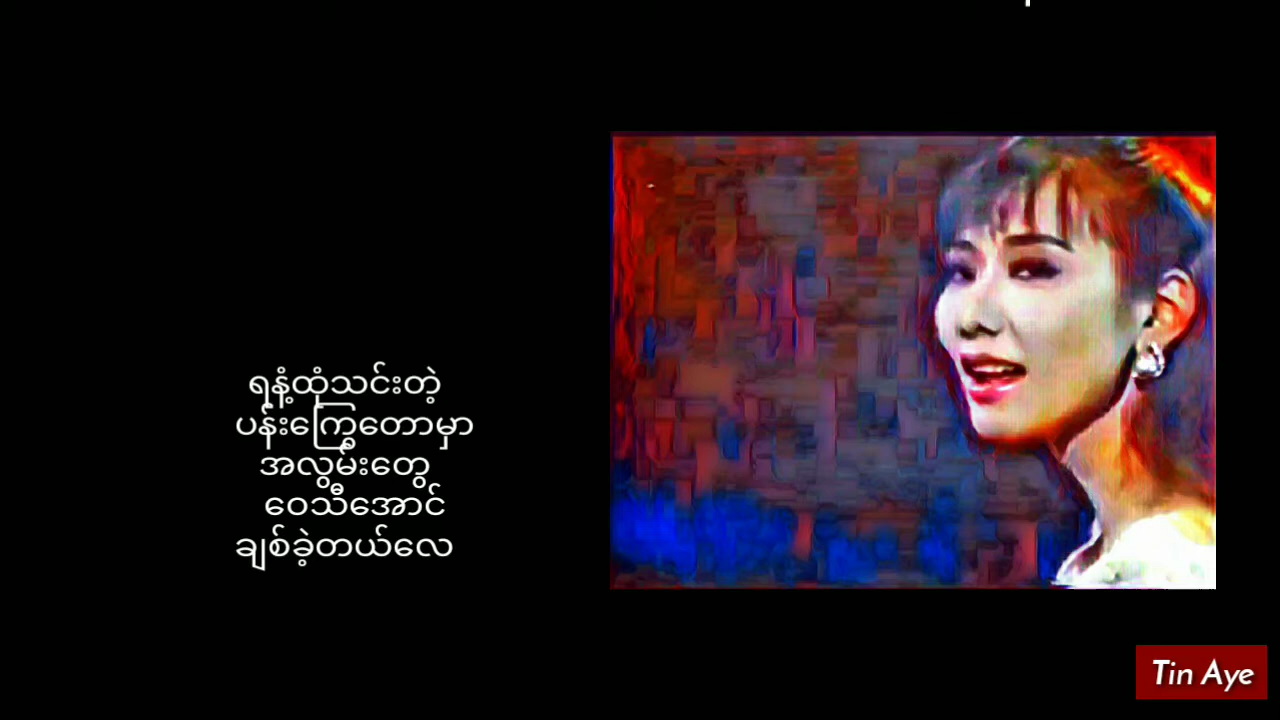 ရနံ့ထုံသင်းတဲ့
ပန်းကြွေတောမှာ
အလွမ်းတွေ
ဝေသီအောင်
ချစ်ခဲ့တယ်လေ
Tin Aye